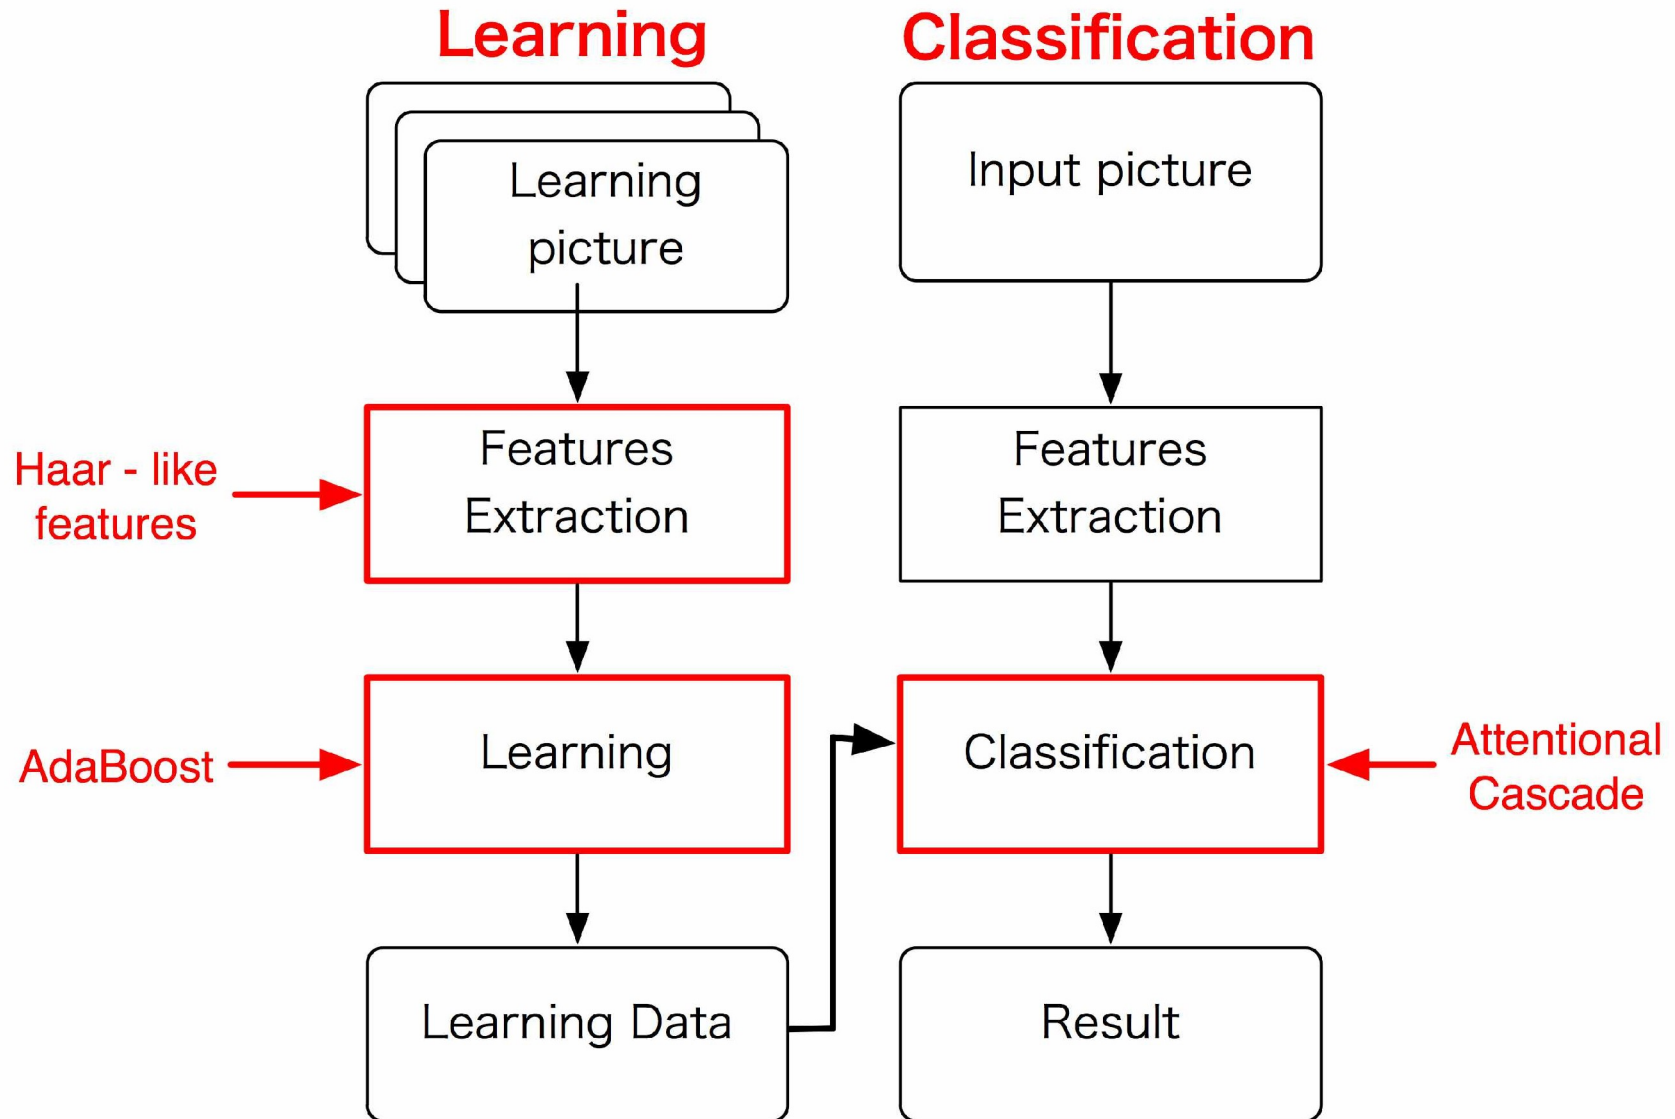 Learning
Classification
Learning
picture
Input picture
Haar - like
features
Features
Extraction
Features
Extraction
AdaBoost
Learning
Classification
Attentional
Cascade
Learning Data
Result